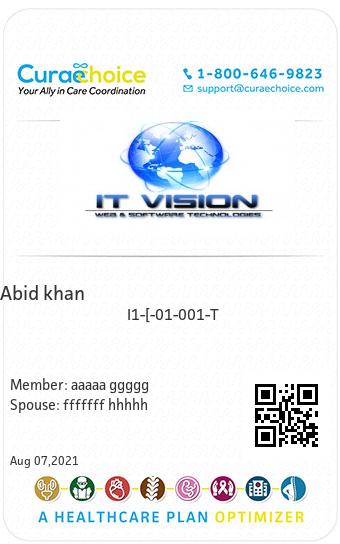 Curaechoice
Your Ally in Care Coordination
1-800-646-9823
support@curaechoice.com
IT VISION
WEB & SOFTWARE TECHNOLOGIES
Abid khan
I1-[-01-001-T
Member: aaaaa ggggg
Spouse: fffffff hhhhh
Aug 07,2021
A HEALTHCARE PLAN OPTIMIZER